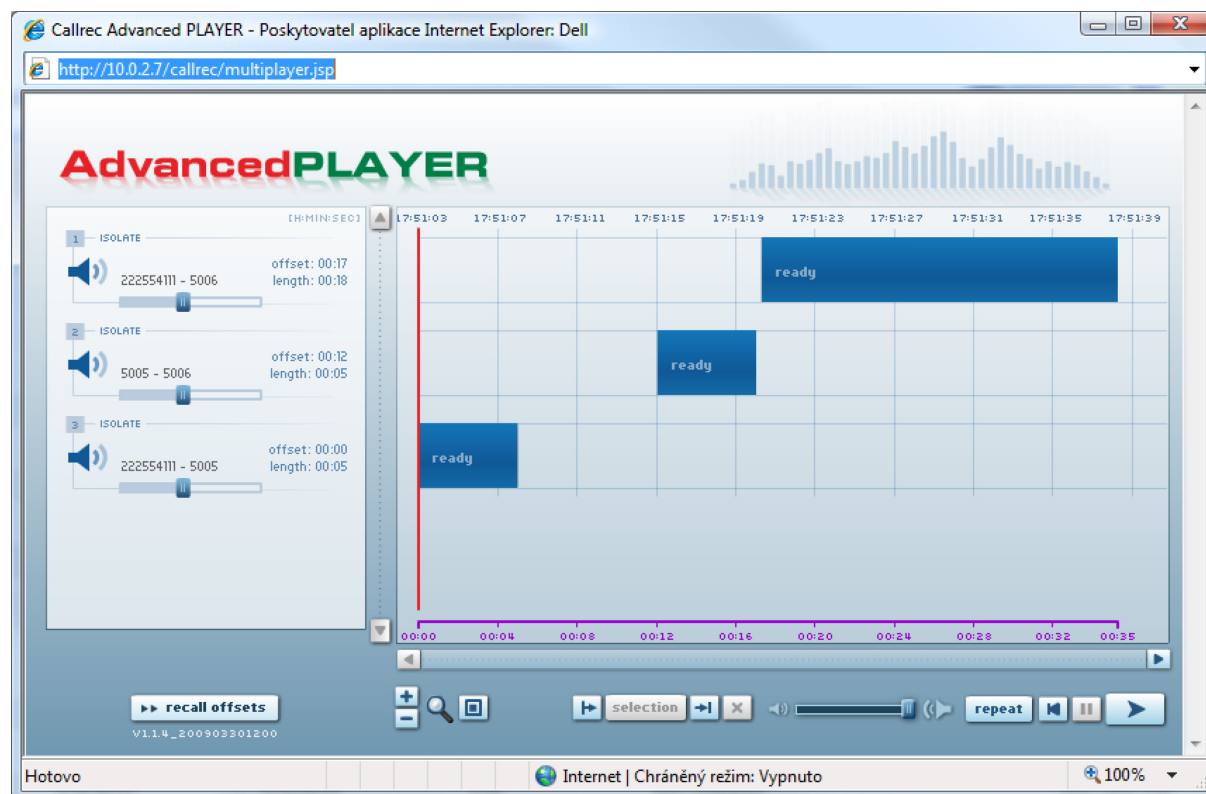 Callrec Advanced PLAYER - Poskytovatel aplikace Internet Explorer: Dell
http://10.0.2.7/callrec/multiplayer.jsp
AdvancedPLAYER
[H:MIN:SEC]
17:51:03 17:51:07 17:51:11 17:51:15 17:51:19 17:51:23 17:51:27 17:51:31 17:51:35 17:51:39
1 ISOLATE
222554111 - 5006
offset: 00:17
length: 00:18
ready
2 ISOLATE
5005 - 5006
offset: 00:12
length: 00:05
ready
3 ISOLATE
222554111 - 5005
offset: 00:00
length: 00:05
ready
00:00 00:04 00:08 00:12 00:16 00:20 00:24 00:28 00:32 00:35
recall offsets
V1.1.4_200903301200
selection
repeat
Hotovo
Internet | Chráněný režim: Vypnuto
100%